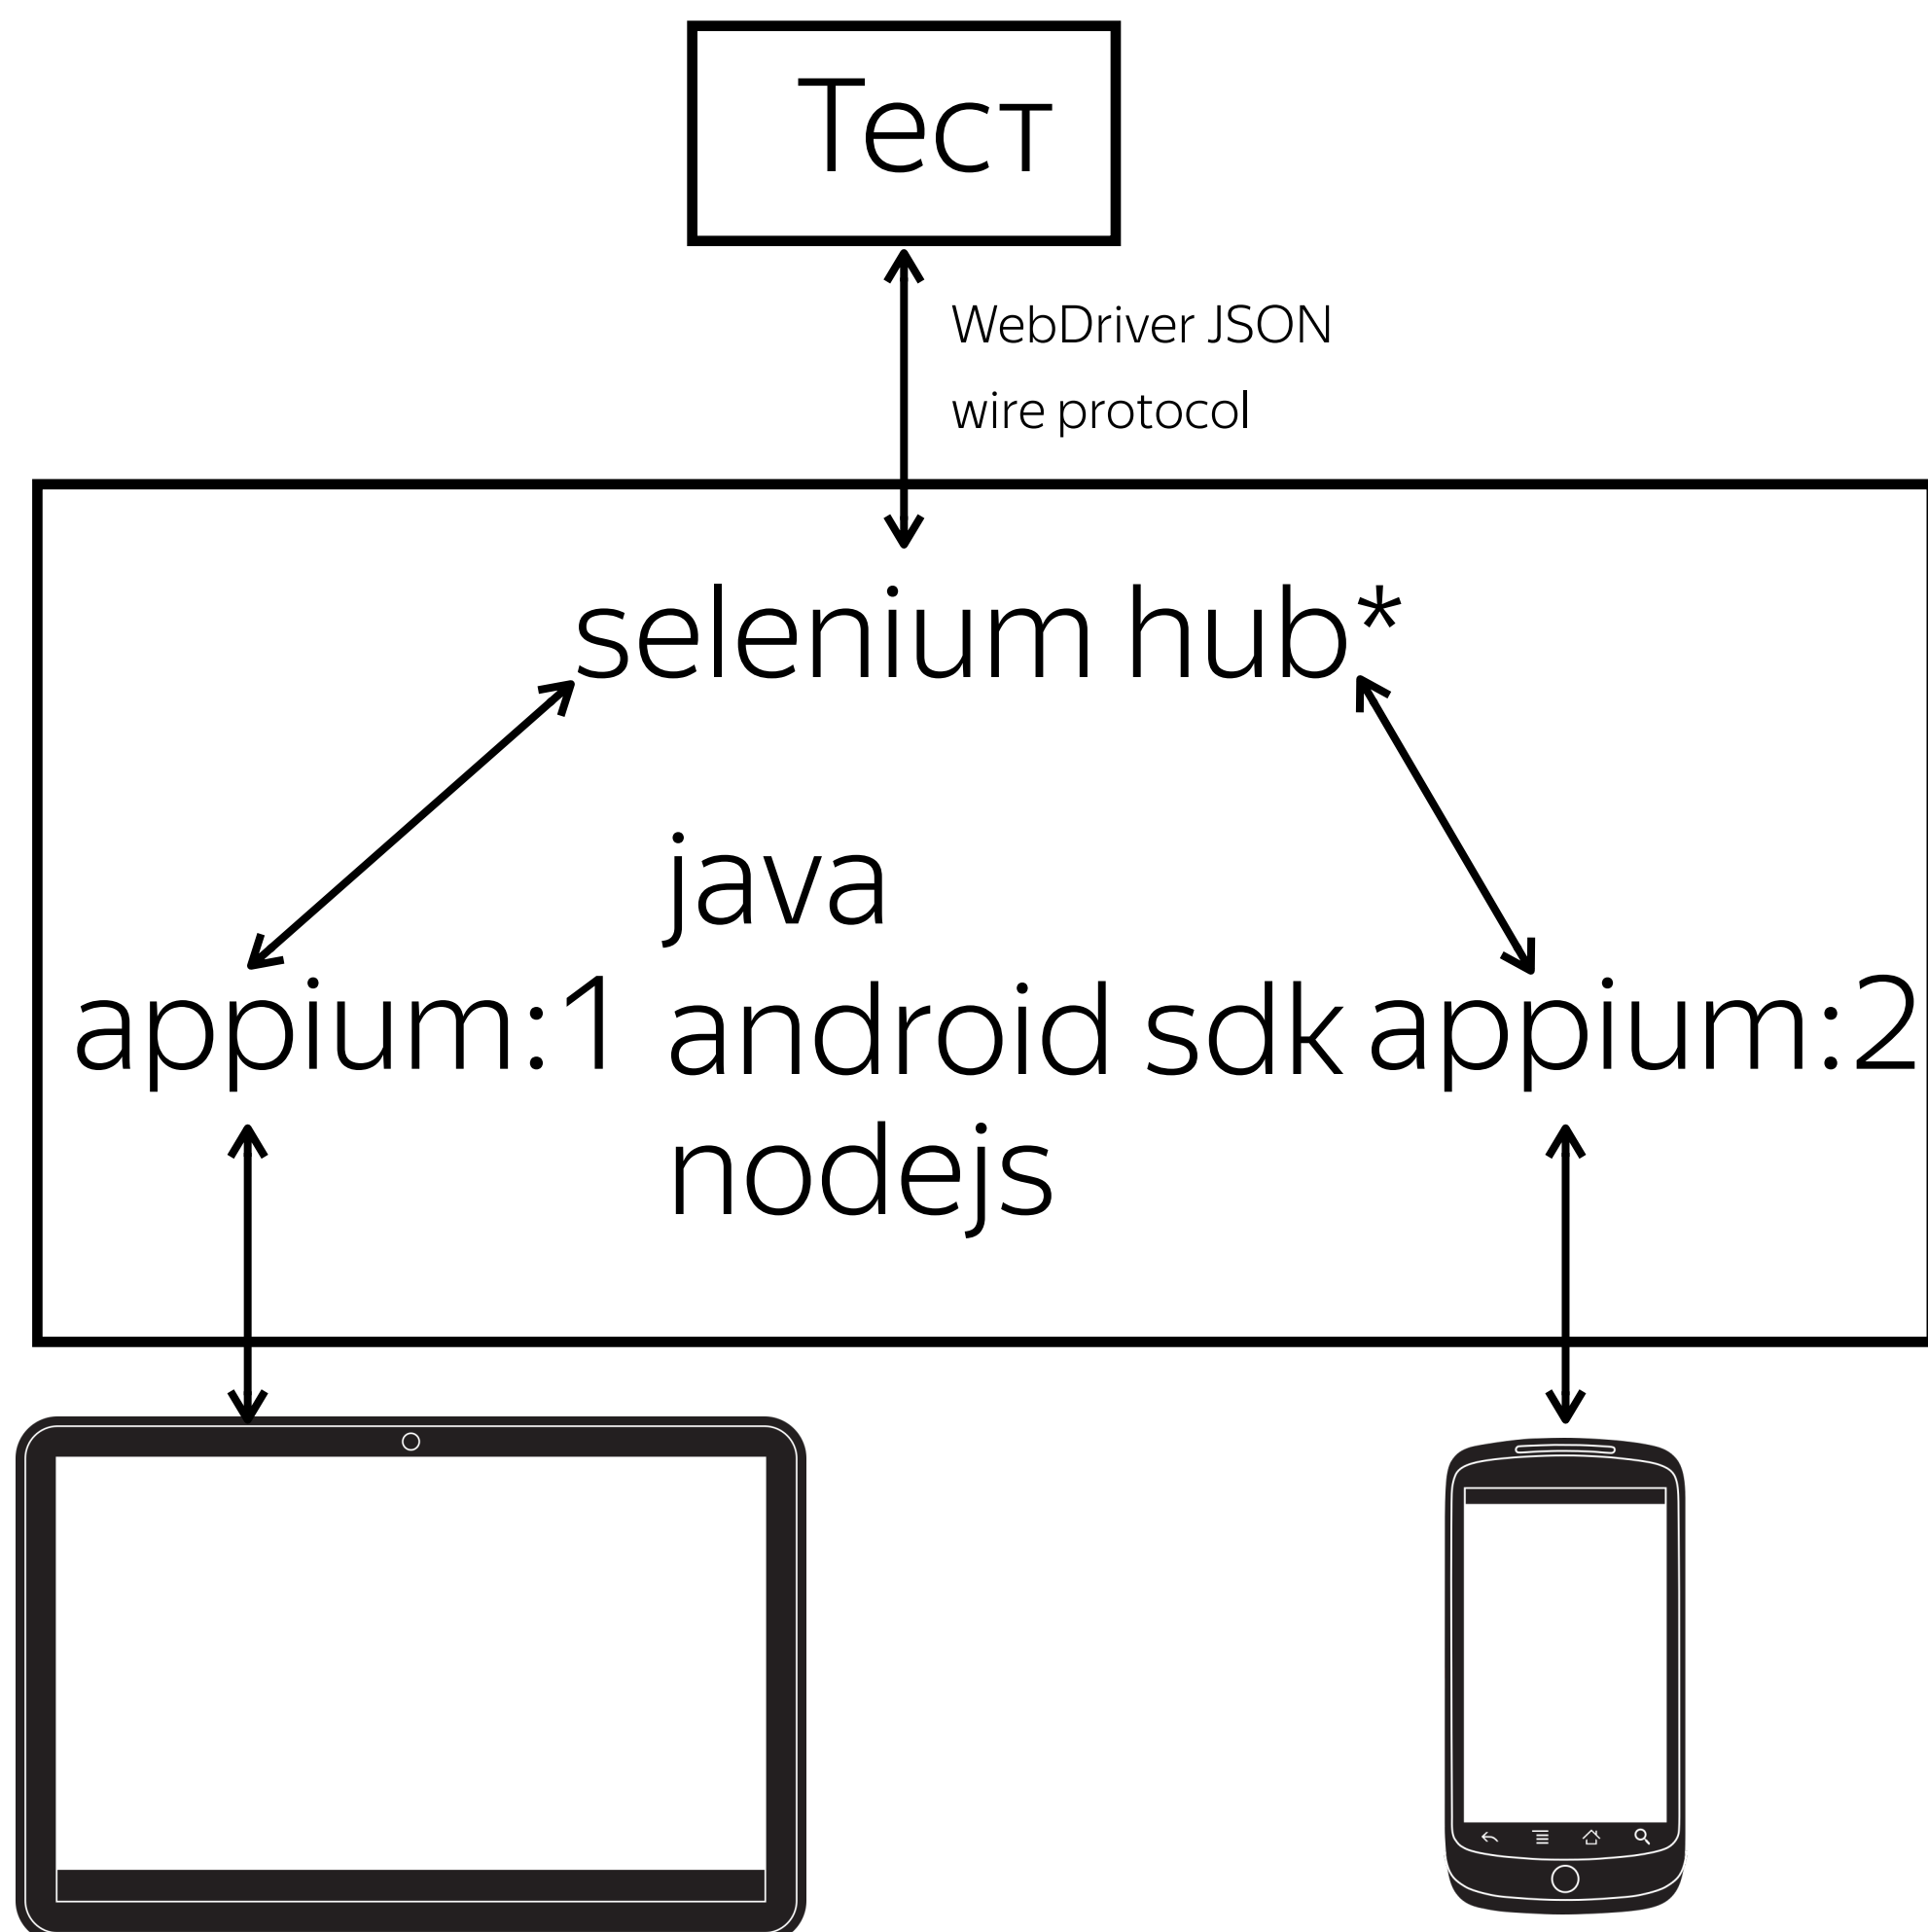 Тест
WebDriver JSON
wire protocol
selenium hub*
java
appium:1
android sdk
appium:2
nodejs